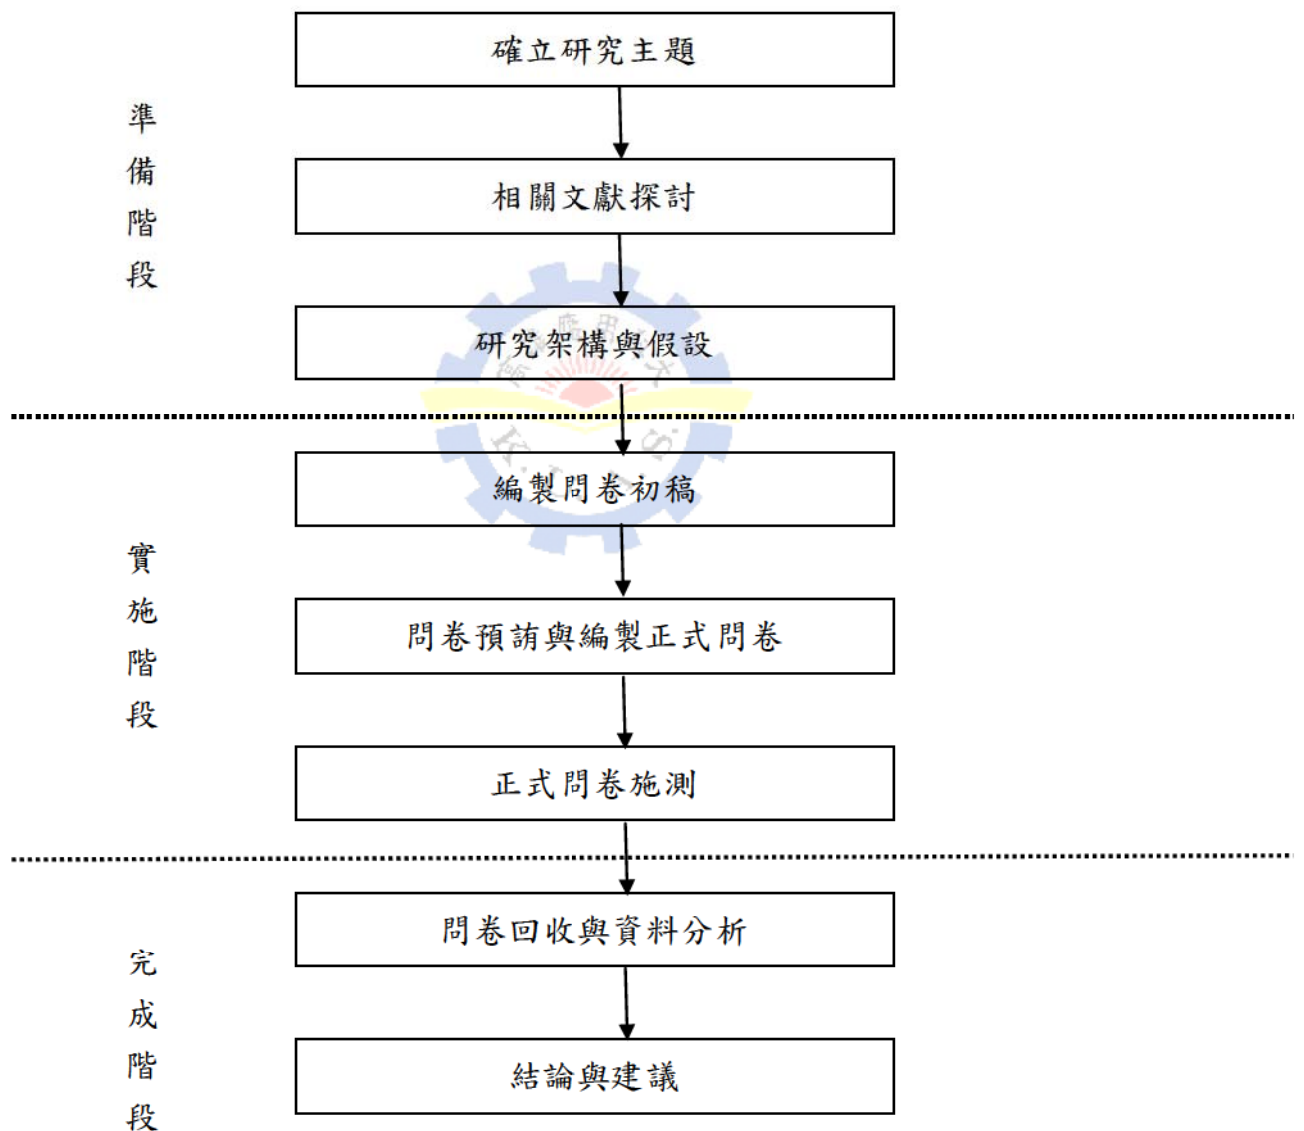 確立研究主題
準備階段
相關文獻探討
研究架構與假設
編製問卷初稿
實施階段
問卷預詴與編製正式問卷
正式問卷施測
問卷回收與資料分析
完成階段
結論與建議